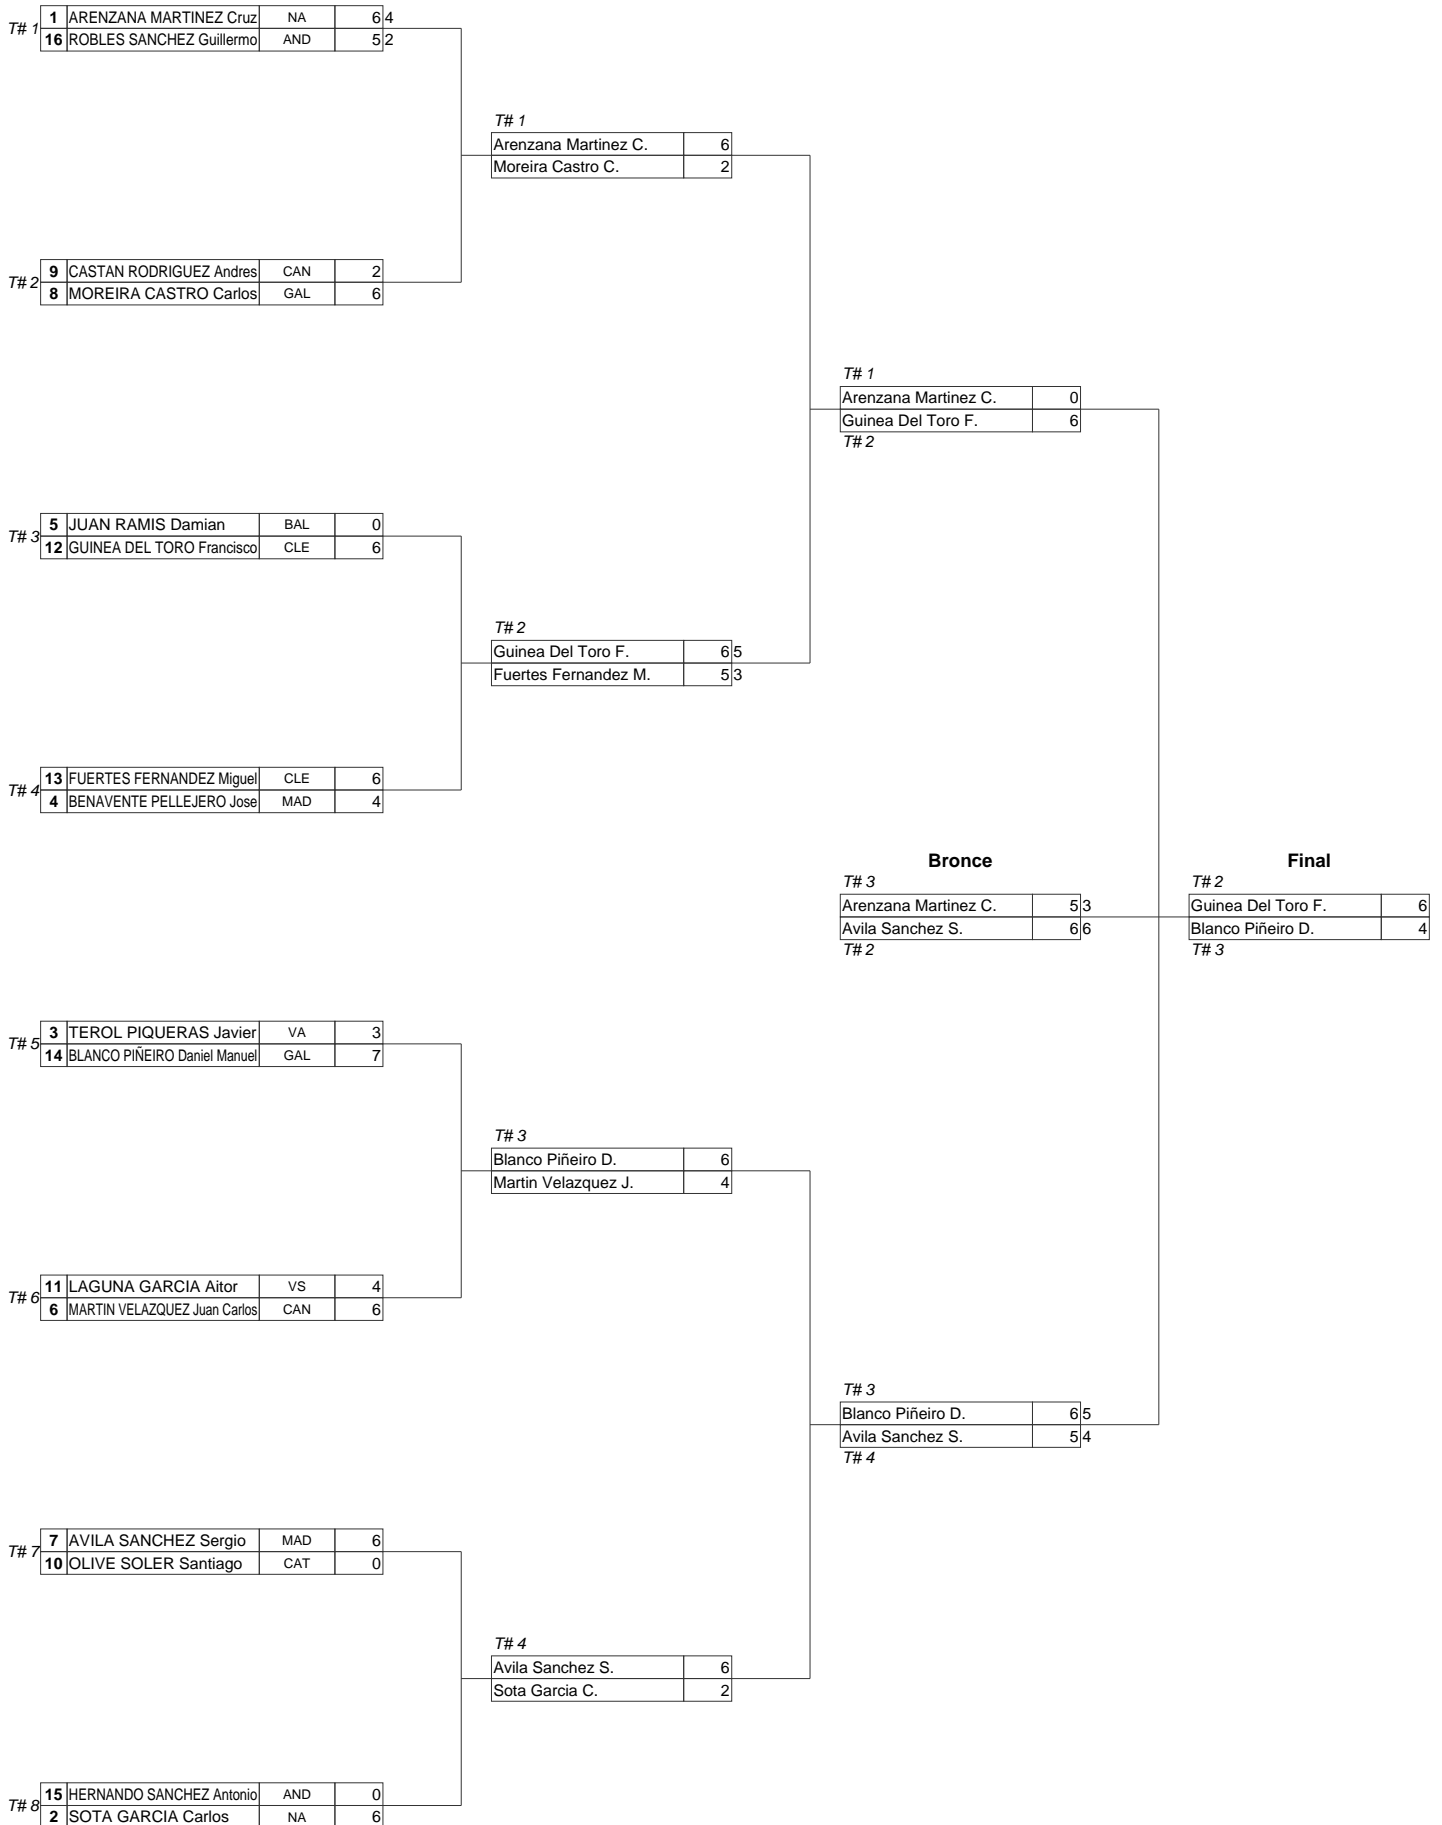 T# 1
1 ARENZANA MARTINEZ Cruz NA 6 4
16 ROBLES SANCHEZ Guillermo AND 5 2
T# 1
Arenzana Martinez C. 6
Moreira Castro C. 2
T# 2
9 CASTAN RODRIGUEZ Andres CAN 2
8 MOREIRA CASTRO Carlos GAL 6
T# 1
Arenzana Martinez C. 0
Guinea Del Toro F. 6
T# 2
T# 3
5 JUAN RAMIS Damian BAL 0
12 GUINEA DEL TORO Francisco CLE 6
T# 2
Guinea Del Toro F. 6 5
Fuertes Fernandez M. 5 3
T# 4
13 FUERTES FERNANDEZ Miguel CLE 6
4 BENAVENTE PELLEJERO Jose MAD 4
Bronce
T# 3
Arenzana Martinez C. 5 3
Avila Sanchez S. 6 6
T# 2
Final
T# 2
Guinea Del Toro F. 6
Blanco Piñeiro D. 4
T# 3
T# 5
3 TEROL PIQUERAS Javier VA 3
14 BLANCO PIÑEIRO Daniel Manuel GAL 7
T# 3
Blanco Piñeiro D. 6
Martin Velazquez J. 4
T# 6
11 LAGUNA GARCIA Aitor VS 4
6 MARTIN VELAZQUEZ Juan Carlos CAN 6
T# 3
Blanco Piñeiro D. 6 5
Avila Sanchez S. 5 4
T# 4
T# 7
7 AVILA SANCHEZ Sergio MAD 6
10 OLIVE SOLER Santiago CAT 0
T# 4
Avila Sanchez S. 6
Sota Garcia C. 2
T# 8
15 HERNANDO SANCHEZ Antonio AND 0
2 SOTA GARCIA Carlos NA 6